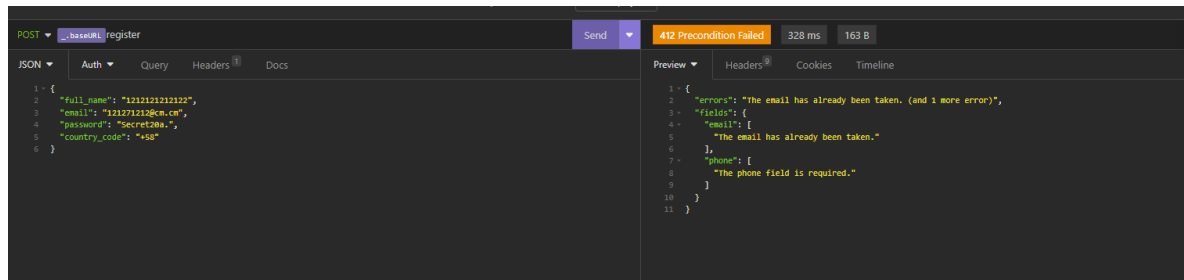 POST _.baseURL register Send 412 Precondition Failed 328 ms 163 B
JSON Auth Query Headers 1 Docs Preview Headers 9 Cookies Timeline
1 {
2 "full_name": "1212121212122",
3 "email": "121271212@cm.cm",
4 "password": "Secret20a.",
5 "country_code": "+58"
6 }
1 {
2 "errors": "The email has already been taken. (and 1 more error)",
3 "fields": {
4 "email": [
5 "The email has already been taken."
6 ],
7 "phone": [
8 "The phone field is required."
9 ]
10 }
11 }